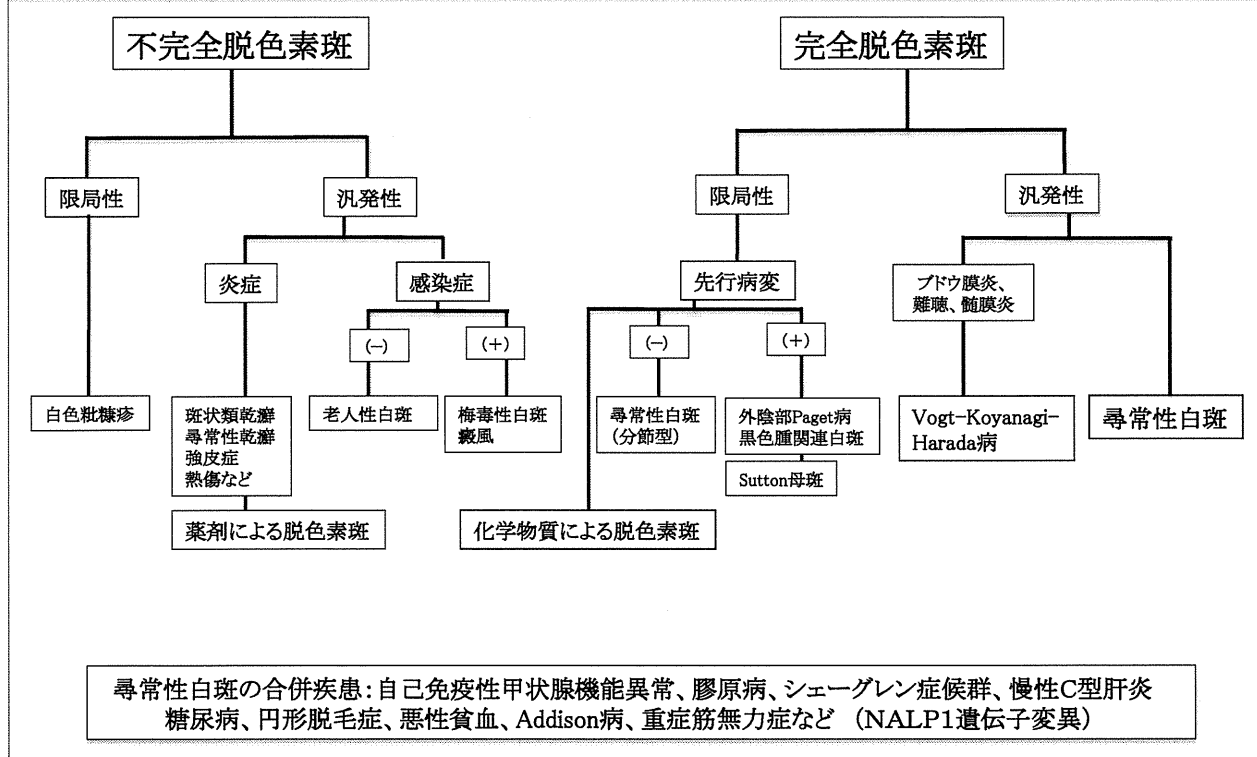 不完全脱色素斑
完全脱色素斑
限局性
汎発性
限局性
汎発性
炎症
感染症
先行病変
ブドウ膜炎、
難聴、髄膜炎
(−)
(+)
(−)
(+)
白色粃糠疹
斑状類乾癬
尋常性乾癬
強皮症
熱傷など
老人性白斑
梅毒性白斑
癜風
尋常性白斑
(分節型)
外陰部Paget病
黒色腫関連白斑
Vogt-Koyanagi-
Harada病
尋常性白斑
Sutton母斑
薬剤による脱色素斑
化学物質による脱色素斑
尋常性白斑の合併疾患：自己免疫性甲状腺機能異常、膠原病、シェーグレン症候群、慢性C型肝炎
糖尿病、円形脱毛症、悪性貧血、Addison病、重症筋無力症など （NALP1遺伝子変異）